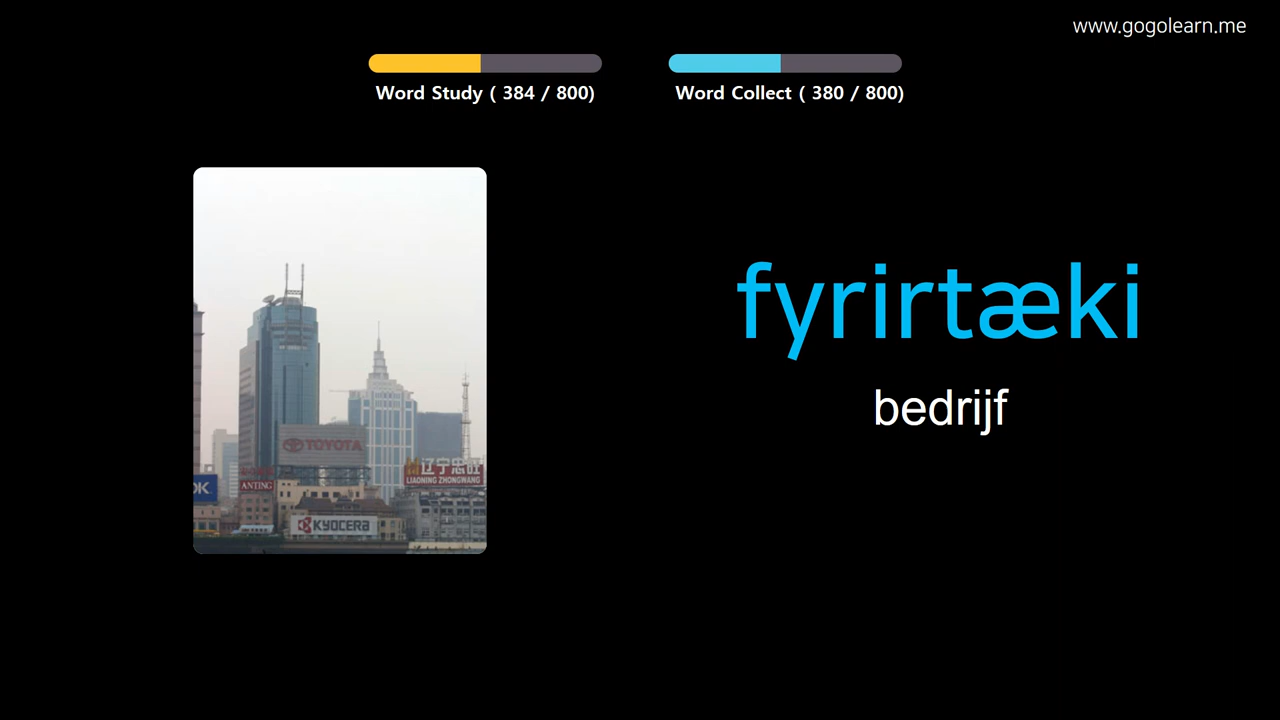 www.gogolearn.me
Word Study ( 384 / 800)
Word Collect ( 380 / 800)
fyrirtæki
bedrijf
TOYOTA
辽宁忠旺
LIAONING ZHONGWANG
OK
ANTING
KYOCERA